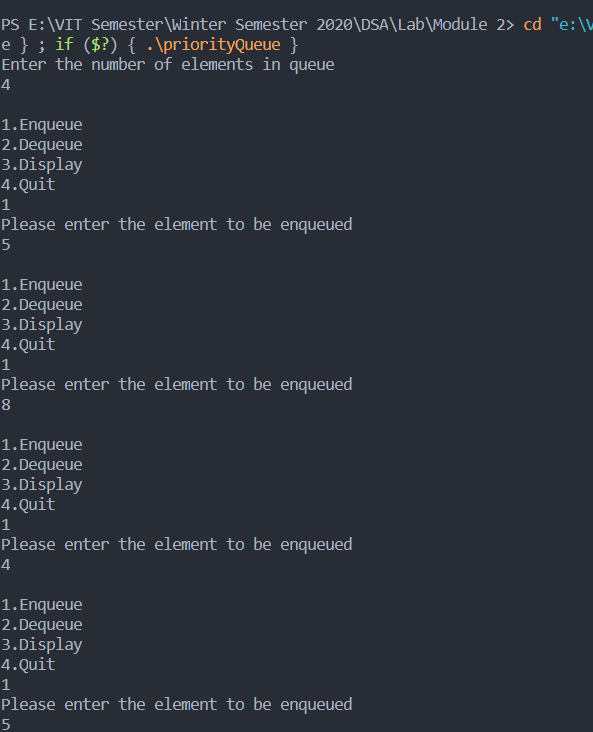 PS E:\VIT Semester\Winter Semester 2020\DSA\Lab\Module 2> cd "e:\V
e } ; if ($?) { .\priorityQueue }
Enter the number of elements in queue
4
1.Enqueue
2.Dequeue
3.Display
4.Quit
1
Please enter the element to be enqueued
5
1.Enqueue
2.Dequeue
3.Display
4.Quit
1
Please enter the element to be enqueued
8
1.Enqueue
2.Dequeue
3.Display
4.Quit
1
Please enter the element to be enqueued
4
1.Enqueue
2.Dequeue
3.Display
4.Quit
1
Please enter the element to be enqueued
5